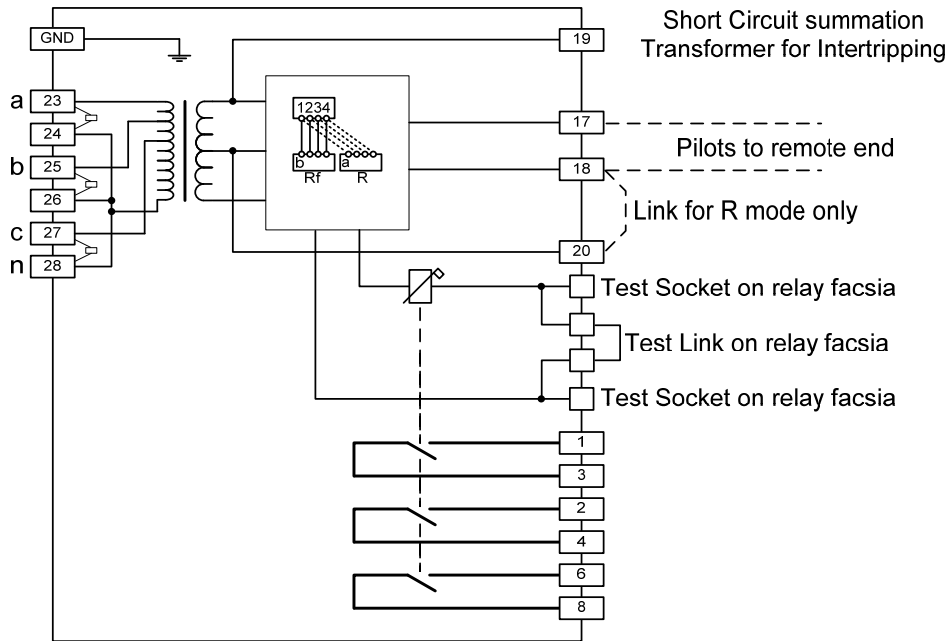 Short Circuit summation
Transformer for Intertripping
GND
19
a
23
24
b
25
26
c
27
n
28
1234
b
a
Rf
R
17
Pilots to remote end
18
Link for R mode only
20
Test Socket on relay facsia
Test Link on relay facsia
Test Socket on relay facsia
1
3
2
4
6
8